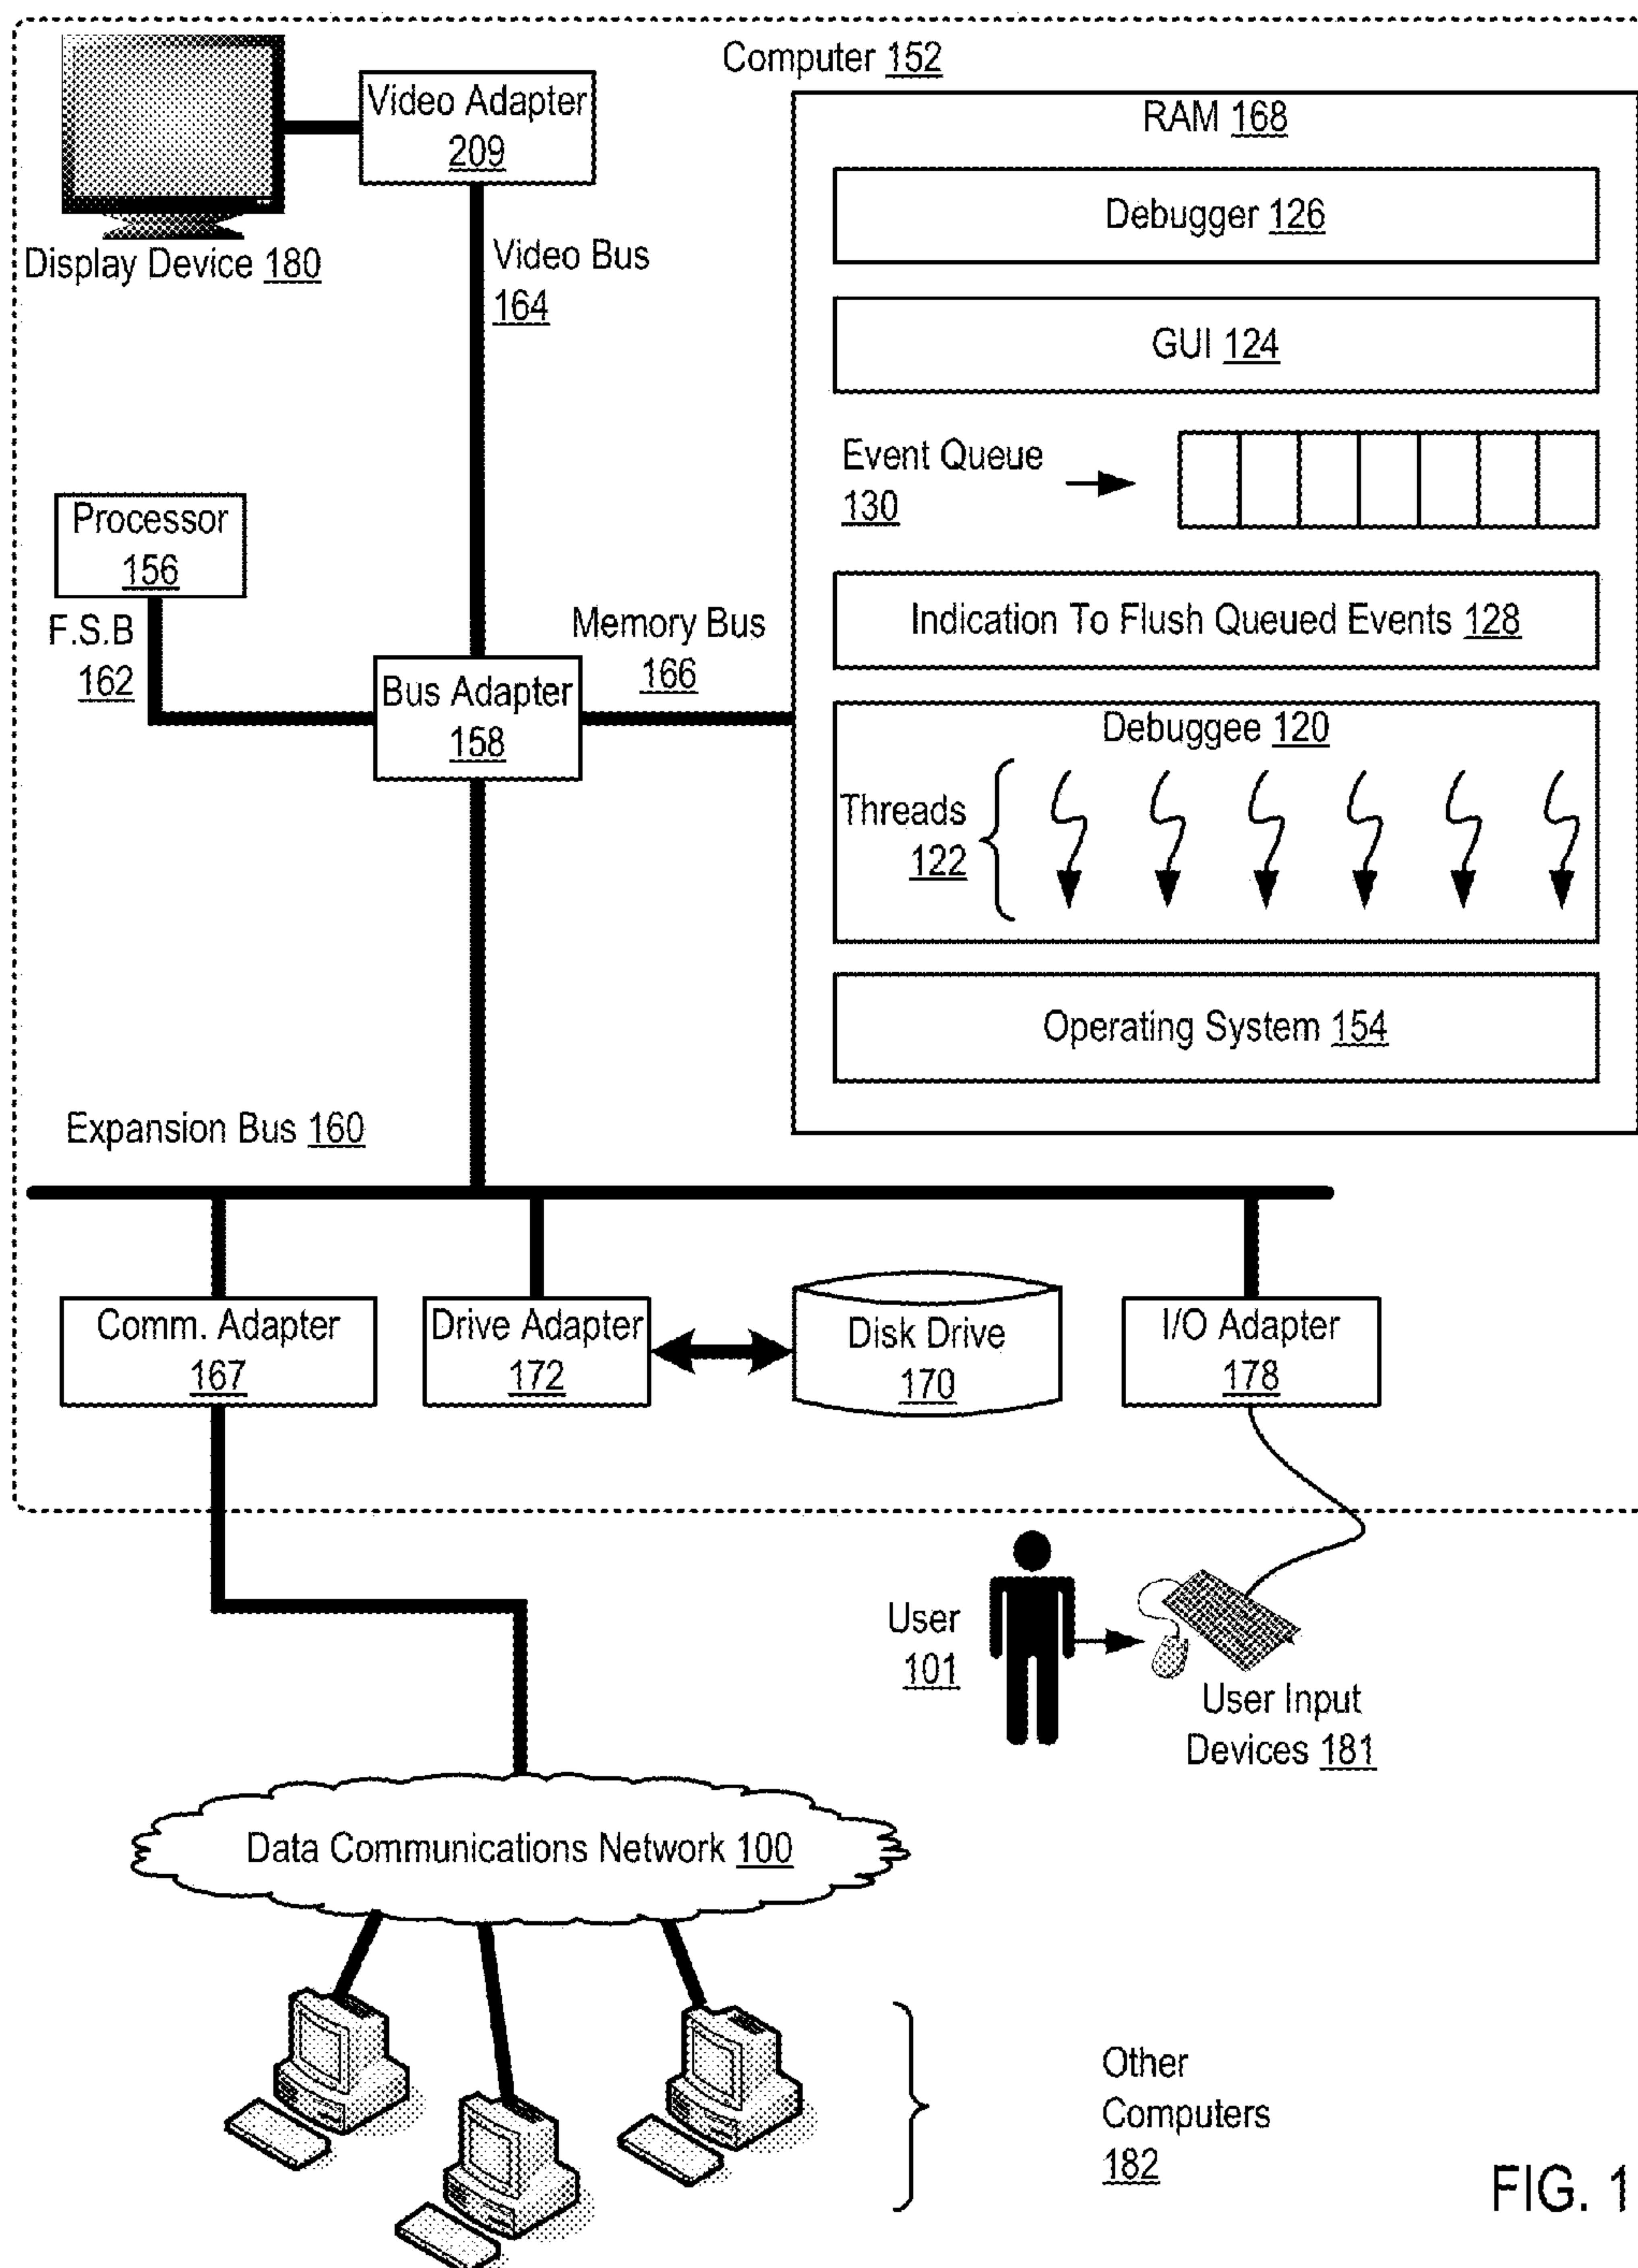 Computer 152
Video Adapter
209
Display Device 180
Video Bus
164
RAM 168
Debugger 126
GUI 124
Event Queue
130
Indication To Flush Queued Events 128
Debuggee 120
Threads
122
Operating System 154
Processor
156
F.S.B
162
Bus Adapter
158
Memory Bus
166
Expansion Bus 160
Comm. Adapter
167
Drive Adapter
172
Disk Drive
170
I/O Adapter
178
User
101
User Input
Devices 181
Data Communications Network 100
Other
Computers
182
FIG. 1